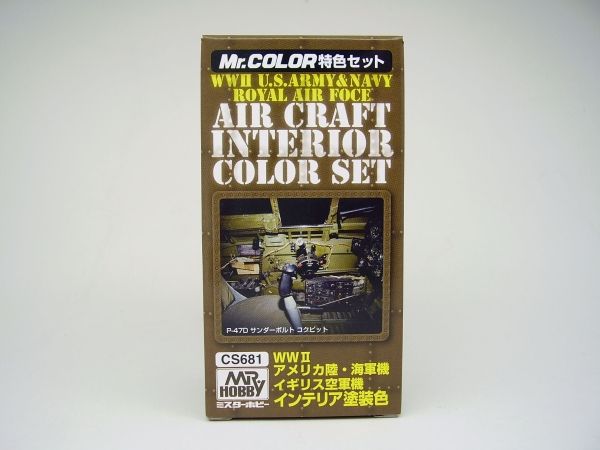 Mr.COLOR特色セット
WWII U.S.ARMY&NAVY
ROYAL AIR FOCE
AIR CRAFT
INTERIOR
COLOR SET
P-47D サンダーボルト コクピット
CS681
WWⅡ
アメリカ陸・海軍機
イギリス空軍機
インテリア塗装色
MR
HOBBY
ミスターホビー